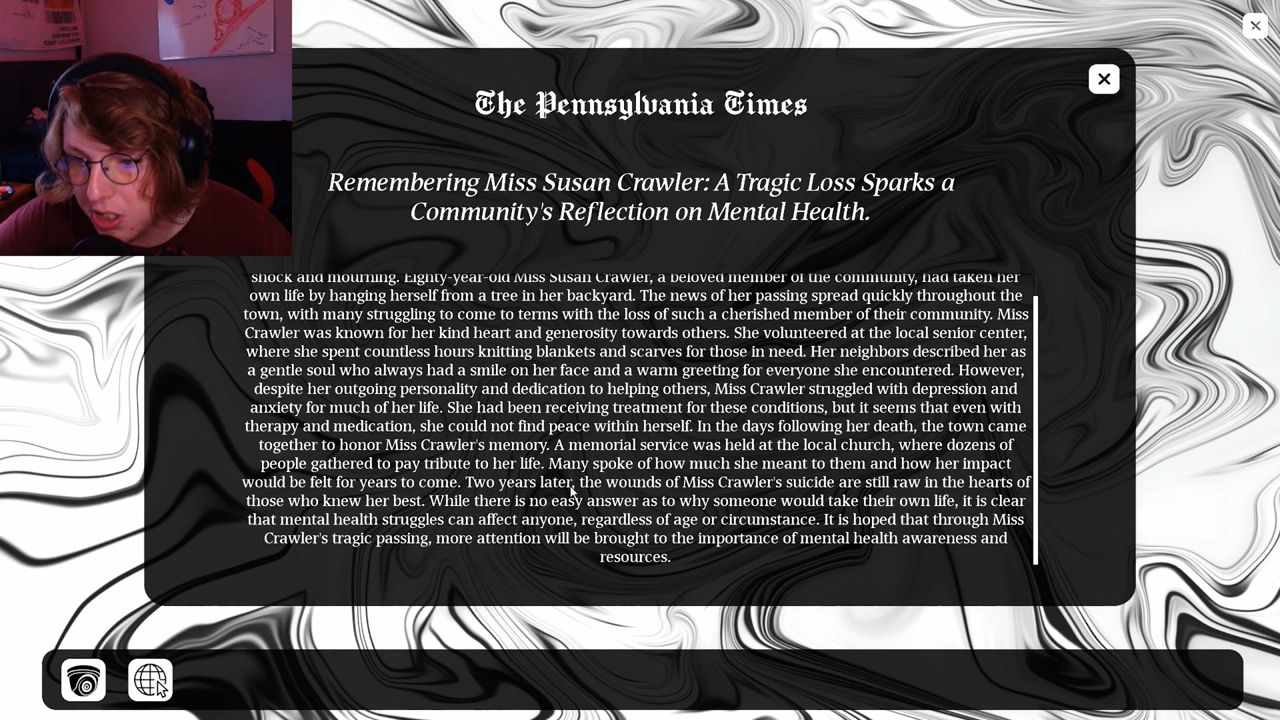 The Pennsylvania Times
Remembering Miss Susan Crawler: A Tragic Loss Sparks a
Community's Reflection on Mental Health.
shock and mourning. Eighty-year-old Miss Susan Crawler, a beloved member of the community, had taken her
own life by hanging herself from a tree in her backyard. The news of her passing spread quickly throughout the
town, with many struggling to come to terms with the loss of such a cherished member of their community. Miss
Crawler was known for her kind heart and generosity towards others. She volunteered at the local senior center,
where she spent countless hours knitting blankets and scarves for those in need. Her neighbors described her as
a gentle soul who always had a smile on her face and a warm greeting for everyone she encountered. However,
despite her outgoing personality and dedication to helping others, Miss Crawler struggled with depression and
anxiety for much of her life. She had been receiving treatment for these conditions, but it seems that even with
therapy and medication, she could not find peace within herself. In the days following her death, the town came
together to honor Miss Crawler's memory. A memorial service was held at the local church, where dozens of
people gathered to pay tribute to her life. Many spoke of how much she meant to them and how her impact
would be felt for years to come. Two years later, the wounds of Miss Crawler's suicide are still raw in the hearts of
those who knew her best. While there is no easy answer as to why someone would take their own life, it is clear
that mental health struggles can affect anyone, regardless of age or circumstance. It is hoped that through Miss
Crawler's tragic passing, more attention will be brought to the importance of mental health awareness and
resources.